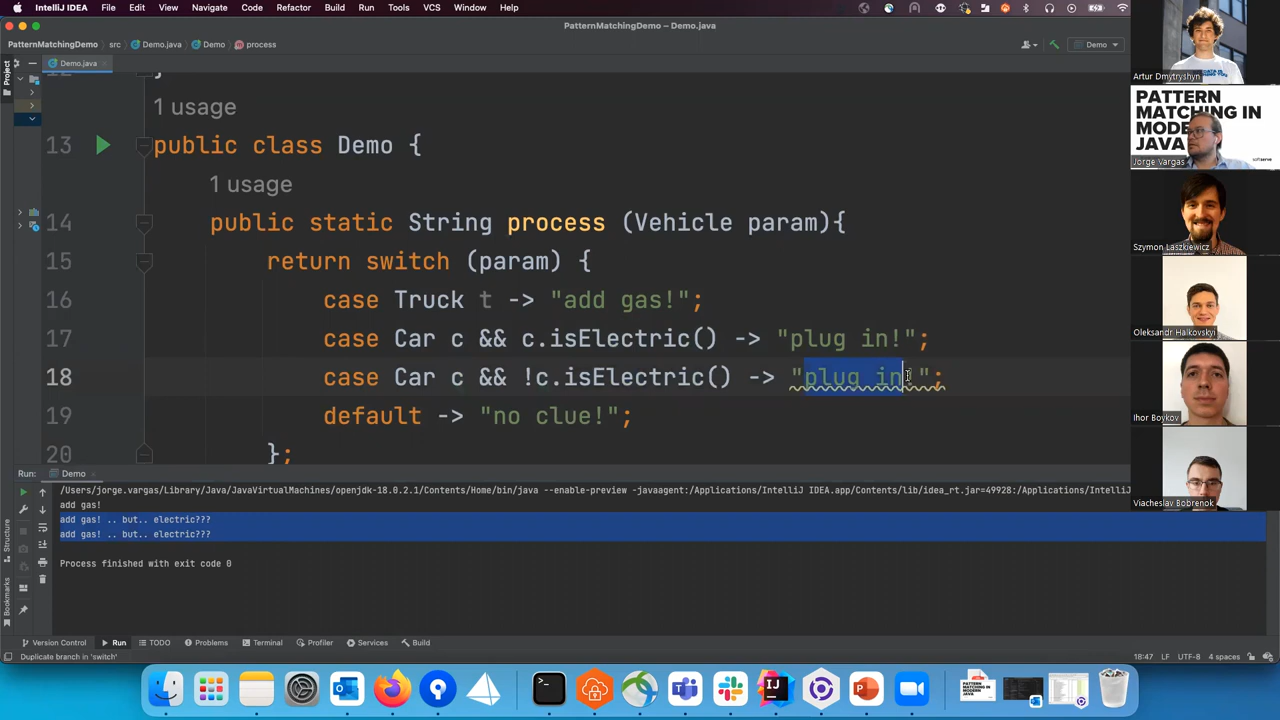 IntelliJ IDEA File Edit View Navigate Code Refactor Build Run Tools VCS Window Help
PatternMatchingDemo – Demo.java
PatternMatchingDemo src Demo.java Demo process
Demo
Project
Demo.java
1 usage
13 public class Demo {
1 usage
14 public static String process (Vehicle param){
15 return switch (param) {
16 case Truck t -> "add gas!";
17 case Car c && c.isElectric() -> "plug in!";
18 case Car c && !c.isElectric() -> "plug in!";
19 default -> "no clue!";
20 };
Run: Demo
/Users/jorge.vargas/Library/Java/JavaVirtualMachines/openjdk-18.0.2.1/Contents/Home/bin/java --enable-preview -javaagent:/Applications/IntelliJ IDEA.app/Contents/lib/idea_rt.jar=49928:/Applications/IntelliJ
add gas!
add gas! .. but.. electric???
add gas! .. but.. electric???
Process finished with exit code 0
Structure
Bookmarks
Version Control Run TODO Problems Terminal Profiler Services Build
Duplicate branch in 'switch'
18:47 LF UTF-8 4 spaces
Artur Dmytryshyn
PATTERN
MATCHING IN
MODERN
JAVA
softserve
Jorge Vargas
Szymon Laszkiewicz
Oleksandr Halkovskyi
Ihor Boykov
Viacheslav Bobrenok